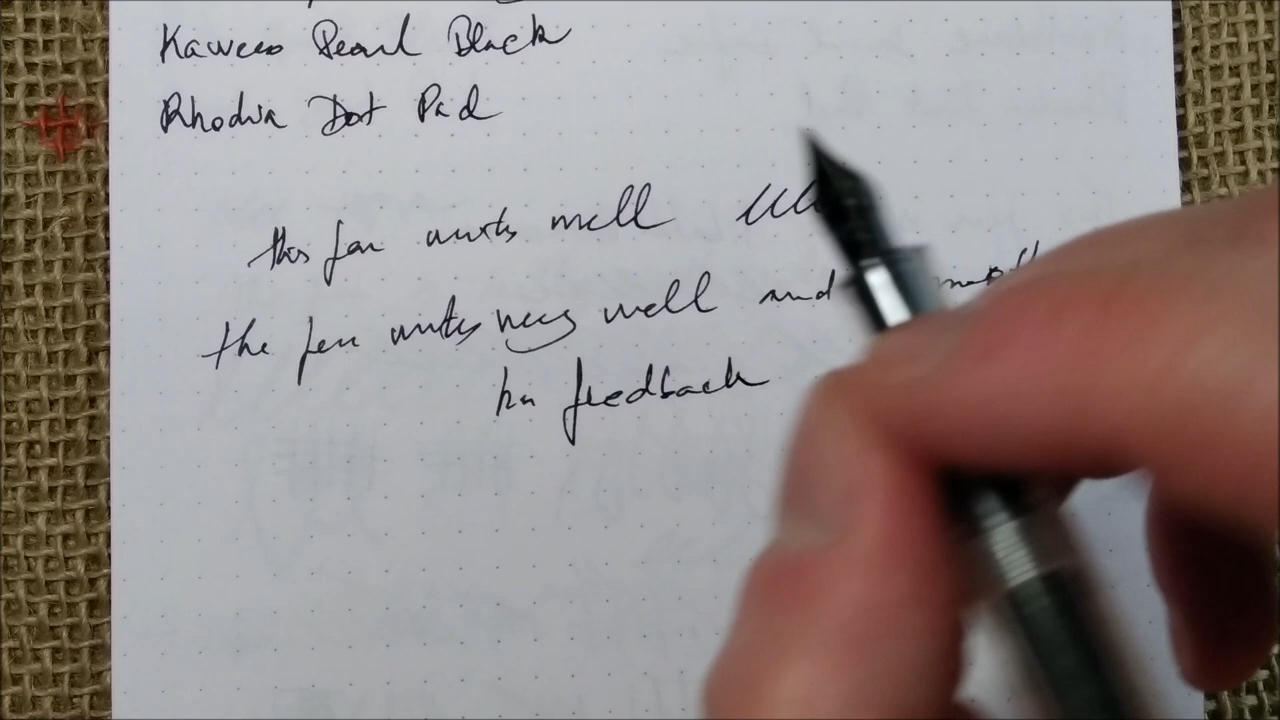 Kaweco Pearl Black
Rhodia Dot Pad
this pen writes well
the pen writes very well and
no feedback